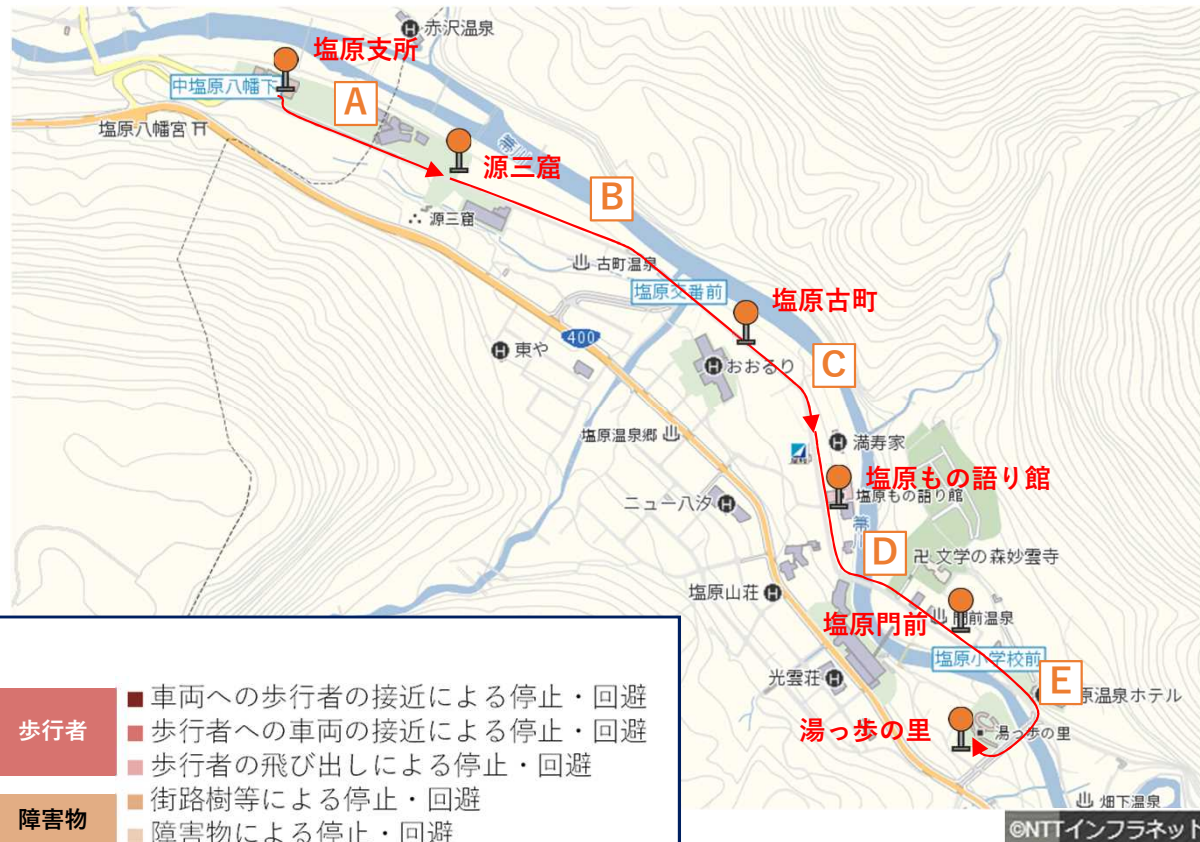 赤沢温泉
塩原支所
中塩原八幡下
A
塩原八幡宮
箒川
源三窟
源三窟
B
古町温泉
塩原交番前
塩原古町
400
東や
おおるり
C
塩原温泉郷
満寿家
塩原もの語り館
塩原もの語り館
ニュー八汐
箒川
D
文学の森妙雲寺
塩原山荘
塩原門前
門前温泉
塩原小学校前
E
光雲荘
原温泉ホテル
湯っ歩の里
湯っ歩の里
畑下温泉
©NTTインフラネット
歩行者
車両への歩行者の接近による停止・回避
歩行者への車両の接近による停止・回避
歩行者の飛び出しによる停止・回避
障害物
街路樹等による停止・回避
障害物による停止・回避